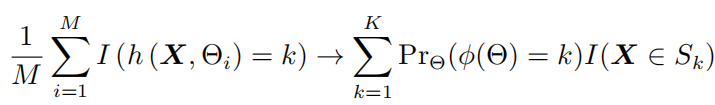 \frac{1}{M} \sum_{i=1}^{M} I\left(h\left(\boldsymbol{X}, \Theta_i\right) = k\right) \to \sum_{k=1}^{K} \Pr_{\Theta}(\phi(\Theta) = k) I(\boldsymbol{X} \in S_k)